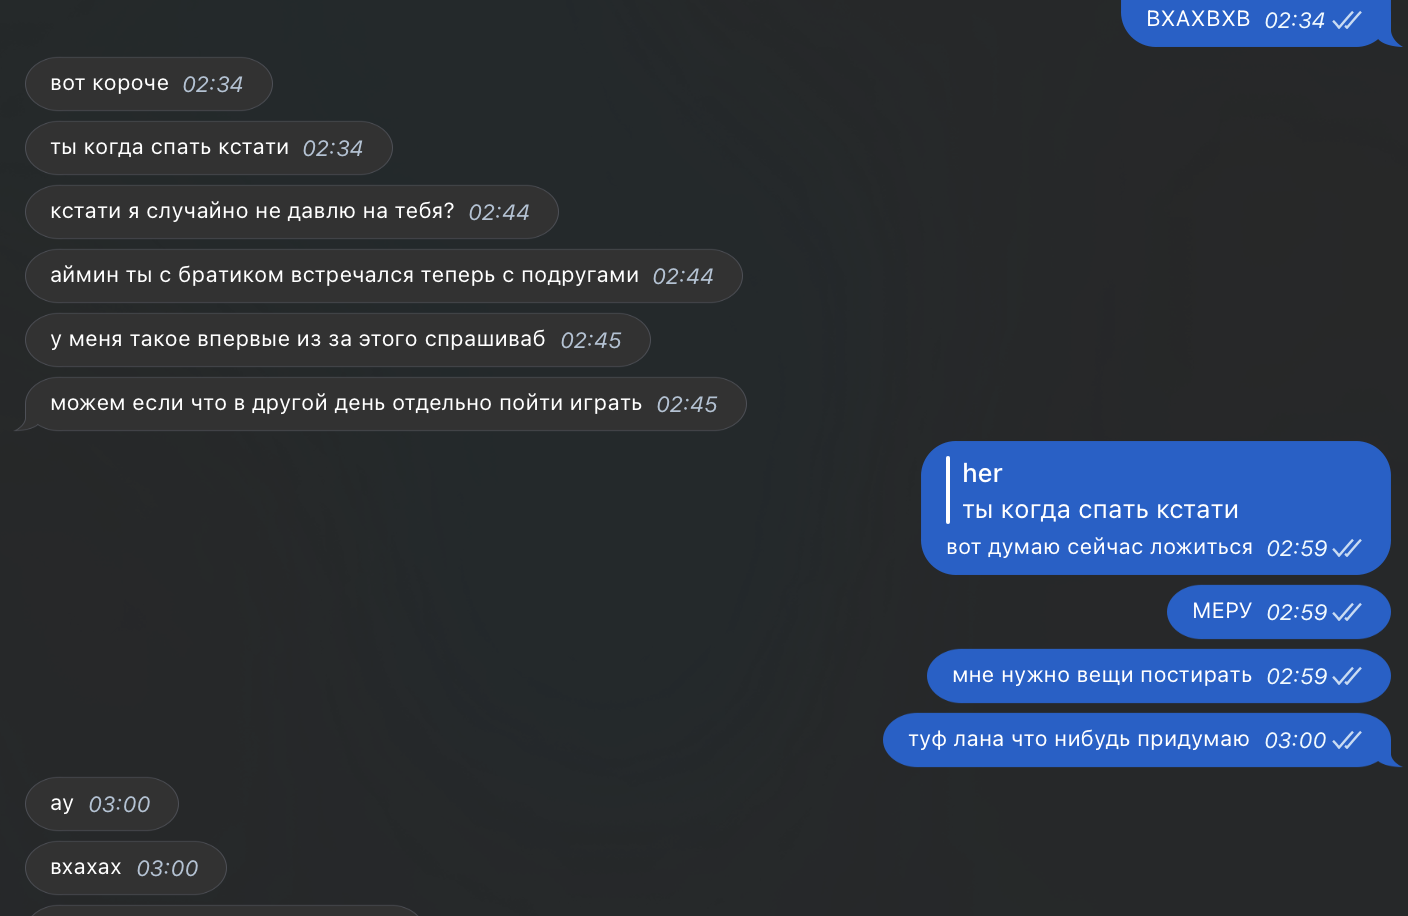 ВХАХВХВ 02:34
вот короче 02:34
ты когда спать кстати 02:34
кстати я случайно не давлю на тебя? 02:44
аймин ты с братиком встречался теперь с подругами 02:44
у меня такое впервые из за этого спрашиваб 02:45
можем если что в другой день отдельно пойти играть 02:45
her
ты когда спать кстати
вот думаю сейчас ложиться 02:59
МЕРУ 02:59
мне нужно вещи постирать 02:59
туф лана что нибудь придумаю 03:00
ау 03:00
вхахах 03:00